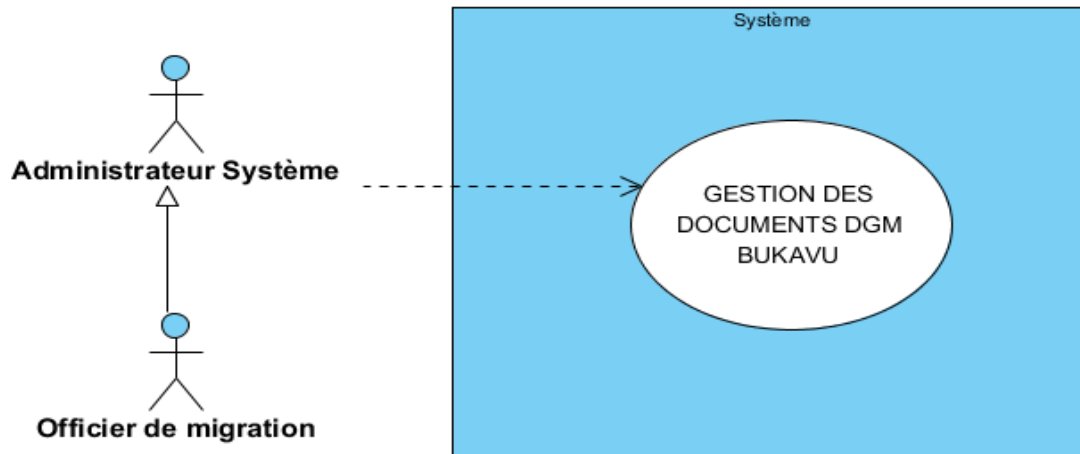 Système
Administrateur Système
GESTION DES
DOCUMENTS DGM
BUKAVU
Officier de migration